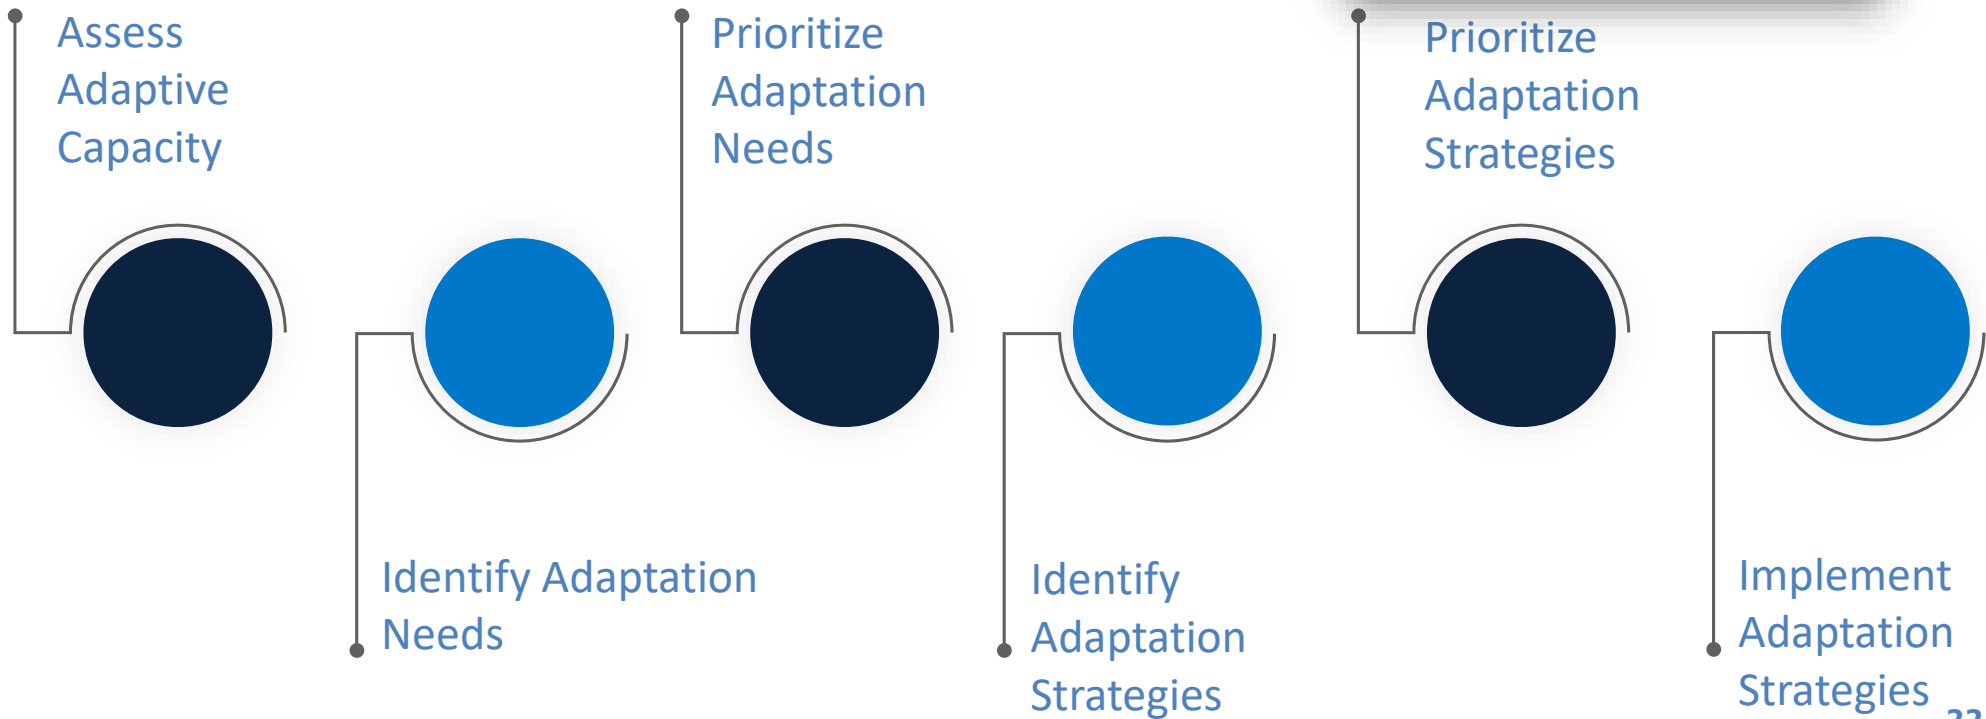 Assess
Adaptive
Capacity
Identify Adaptation
Needs
Prioritize
Adaptation
Needs
Identify
Adaptation
Strategies
Prioritize
Adaptation
Strategies
Implement
Adaptation
Strategies